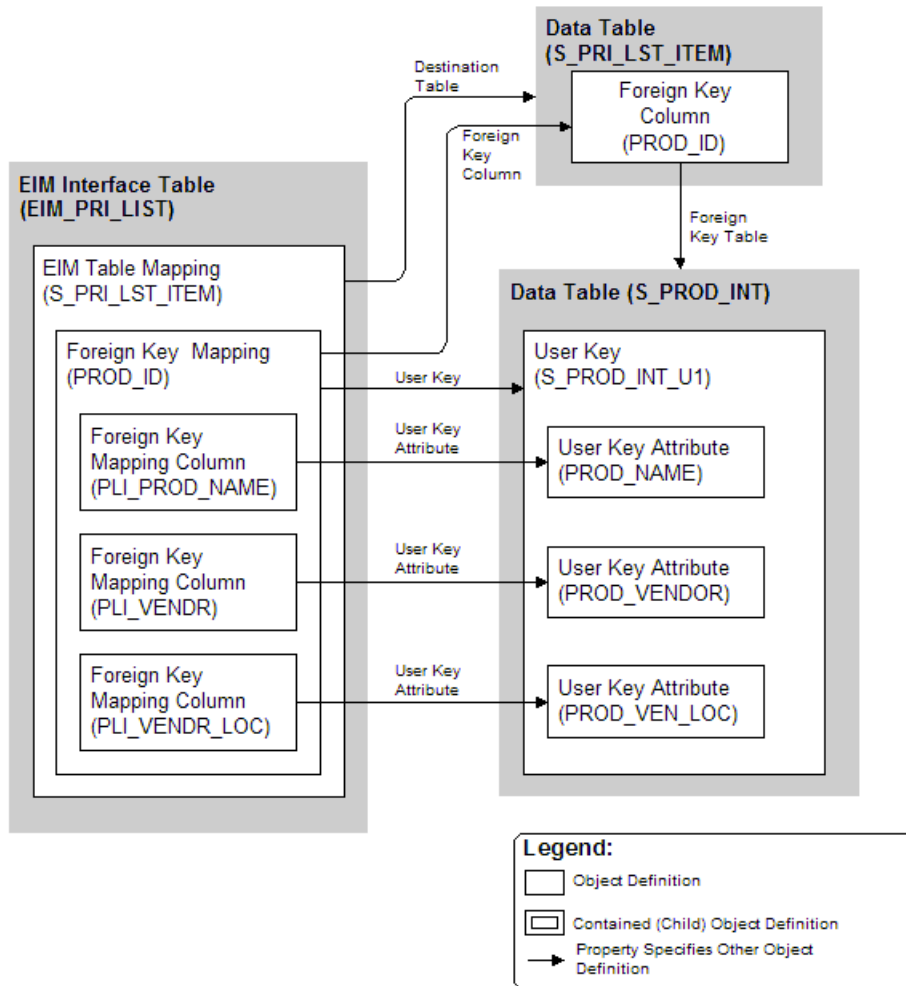 Data Table
(S_PRI_LST_ITEM)
Foreign Key
Column
(PROD_ID)
Destination
Table
Foreign
Key
Column
Foreign
Key Table
EIM Interface Table
(EIM_PRI_LIST)
EIM Table Mapping
(S_PRI_LST_ITEM)
Foreign Key Mapping
(PROD_ID)
Foreign Key
Mapping Column
(PLI_PROD_NAME)
Foreign Key
Mapping Column
(PLI_VENDR)
Foreign Key
Mapping Column
(PLI_VENDR_LOC)
User Key
User Key
Attribute
User Key
Attribute
User Key
Attribute
Data Table (S_PROD_INT)
User Key
(S_PROD_INT_U1)
User Key Attribute
(PROD_NAME)
User Key Attribute
(PROD_VENDOR)
User Key Attribute
(PROD_VEN_LOC)
Legend:
Object Definition
Contained (Child) Object Definition
Property Specifies Other Object
Definition